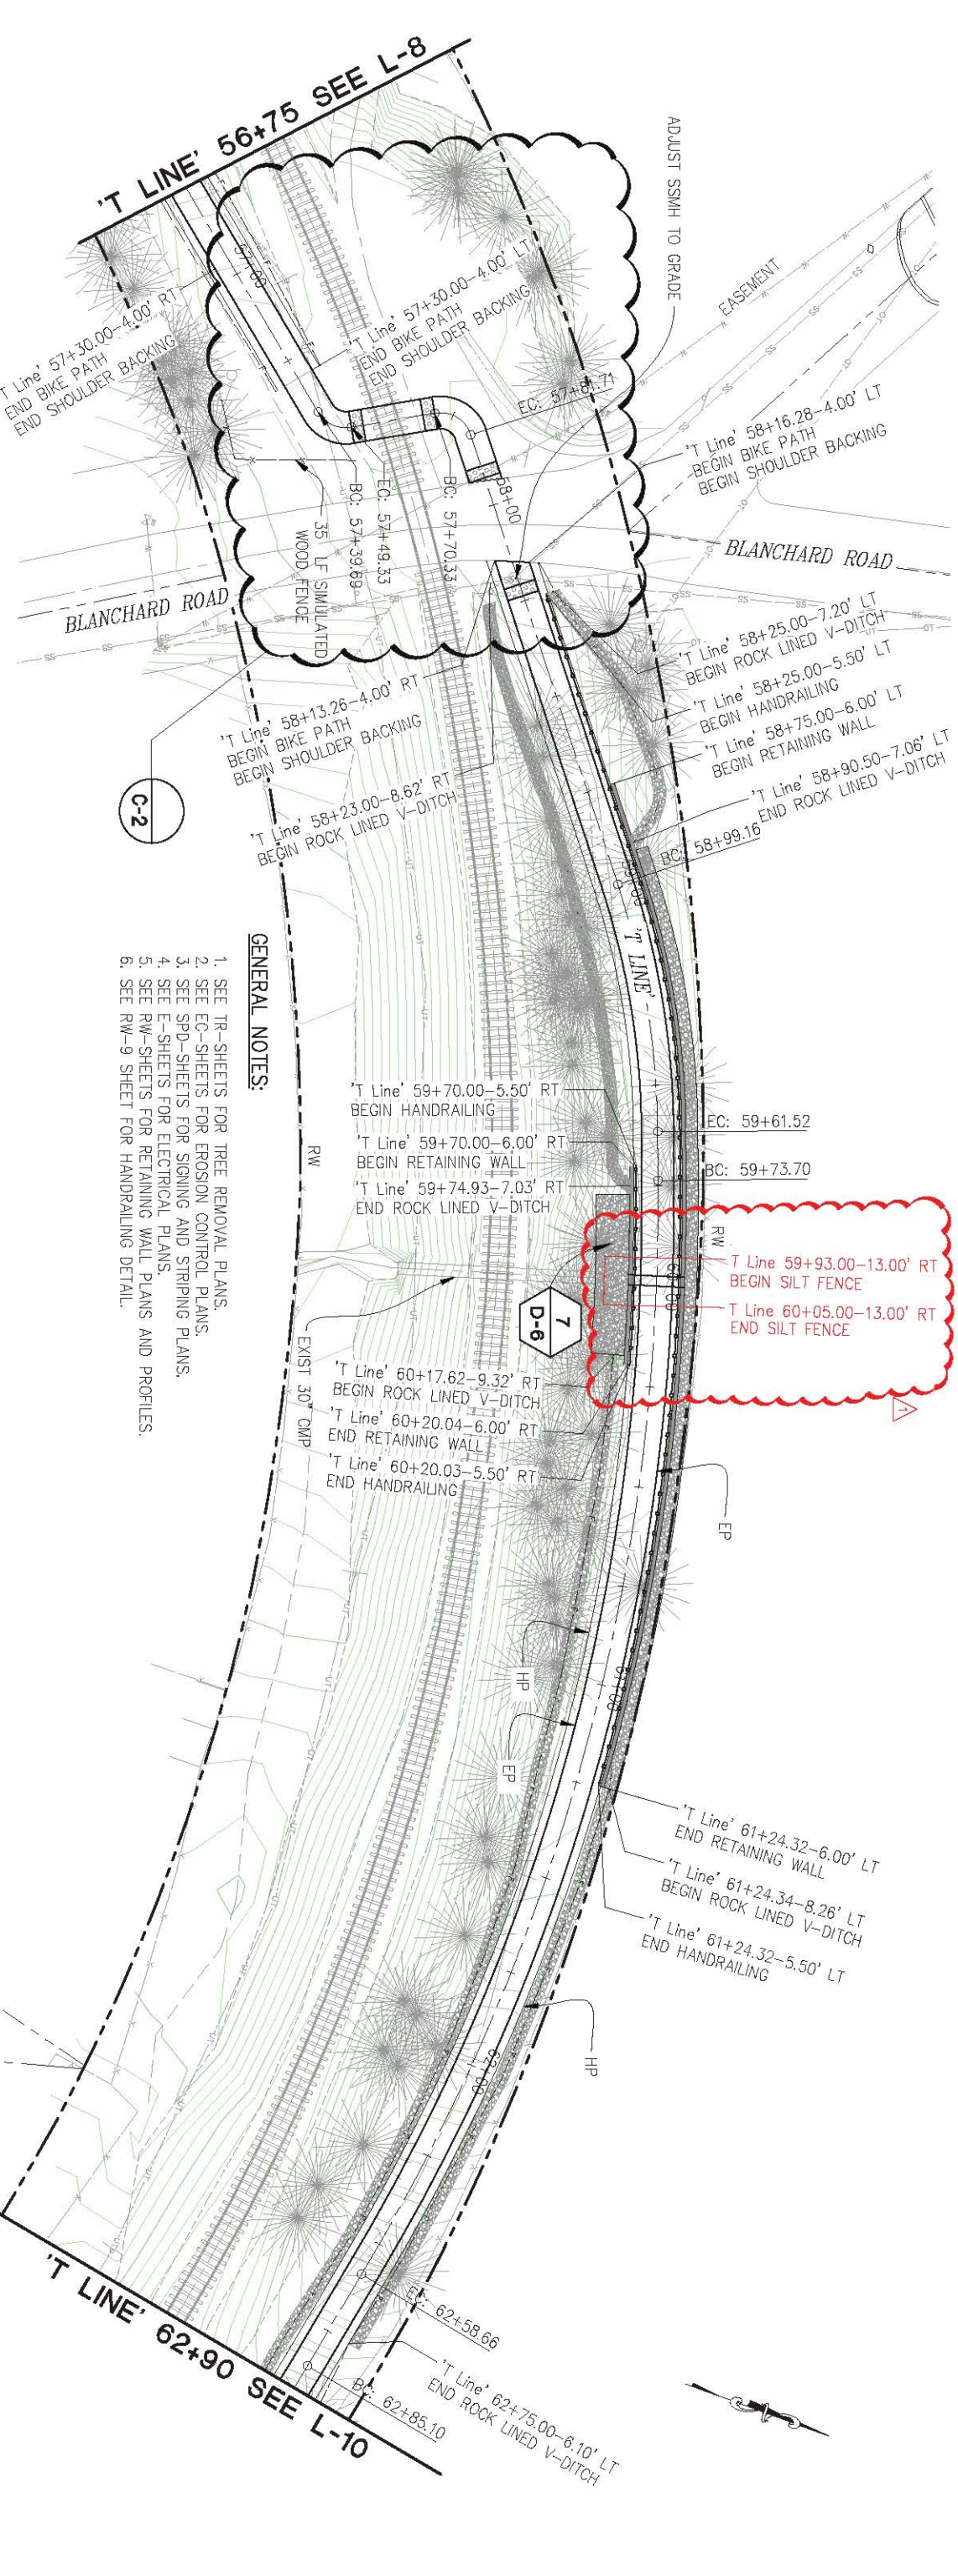 'T LINE' 56+75 SEE L-8
ADJUST SSMH TO GRADE
EASEMENT
57+00
'T Line' 57+30.00-4.00' RT
END BIKE PATH
END SHOULDER BACKING
'T Line' 57+30.00-4.00' LT
END BIKE PATH
END SHOULDER BACKING
EC: 57+81.71
'T Line' 58+16.28-4.00' LT
BEGIN BIKE PATH
BEGIN SHOULDER BACKING
58+00
BC: 57+70.33
EC: 57+49.33
BC: 57+39.69
35 LF SIMULATED
WOOD FENCE
BLANCHARD ROAD
BLANCHARD ROAD
'T Line' 58+25.00-7.20' LT
BEGIN ROCK LINED V-DITCH
'T Line' 58+25.00-5.50' LT
BEGIN HANDRAILING
'T Line' 58+75.00-6.00' LT
BEGIN RETAINING WALL
'T Line' 58+90.50-7.06' LT
END ROCK LINED V-DITCH
BC: 58+99.16
'T Line' 58+13.26-4.00' RT
BEGIN BIKE PATH
BEGIN SHOULDER BACKING
'T Line' 58+23.00-8.62' RT
BEGIN ROCK LINED V-DITCH
C-2
59+00
'T LINE'
GENERAL NOTES:
1. SEE TR-SHEETS FOR TREE REMOVAL PLANS.
2. SEE EC-SHEETS FOR EROSION CONTROL PLANS.
3. SEE SPD-SHEETS FOR SIGNING AND STRIPING PLANS.
4. SEE E-SHEETS FOR ELECTRICAL PLANS.
5. SEE RW-SHEETS FOR RETAINING WALL PLANS AND PROFILES.
6. SEE RW-9 SHEET FOR HANDRAILING DETAIL.
'T Line' 59+70.00-5.50' RT
BEGIN HANDRAILING
'T Line' 59+70.00-6.00' RT
BEGIN RETAINING WALL
'T Line' 59+74.93-7.03' RT
END ROCK LINED V-DITCH
EC: 59+61.52
BC: 59+73.70
RW
RW
T Line 59+93.00-13.00' RT
BEGIN SILT FENCE
T Line 60+05.00-13.00' RT
END SILT FENCE
1
60+00
7
D-6
EXIST 30" CMP
'T Line' 60+17.62-9.32' RT
BEGIN ROCK LINED V-DITCH
'T Line' 60+20.04-6.00' RT
END RETAINING WALL
'T Line' 60+20.03-5.50' RT
END HANDRAILING
EP
HP
EP
61+00
'T Line' 61+24.32-6.00' LT
END RETAINING WALL
'T Line' 61+24.34-8.26' LT
BEGIN ROCK LINED V-DITCH
'T Line' 61+24.32-5.50' LT
END HANDRAILING
HP
62+00
EC: 62+58.66
'T Line' 62+75.00-6.10' LT
END ROCK LINED V-DITCH
BC: 62+85.10
'T LINE' 62+90 SEE L-10